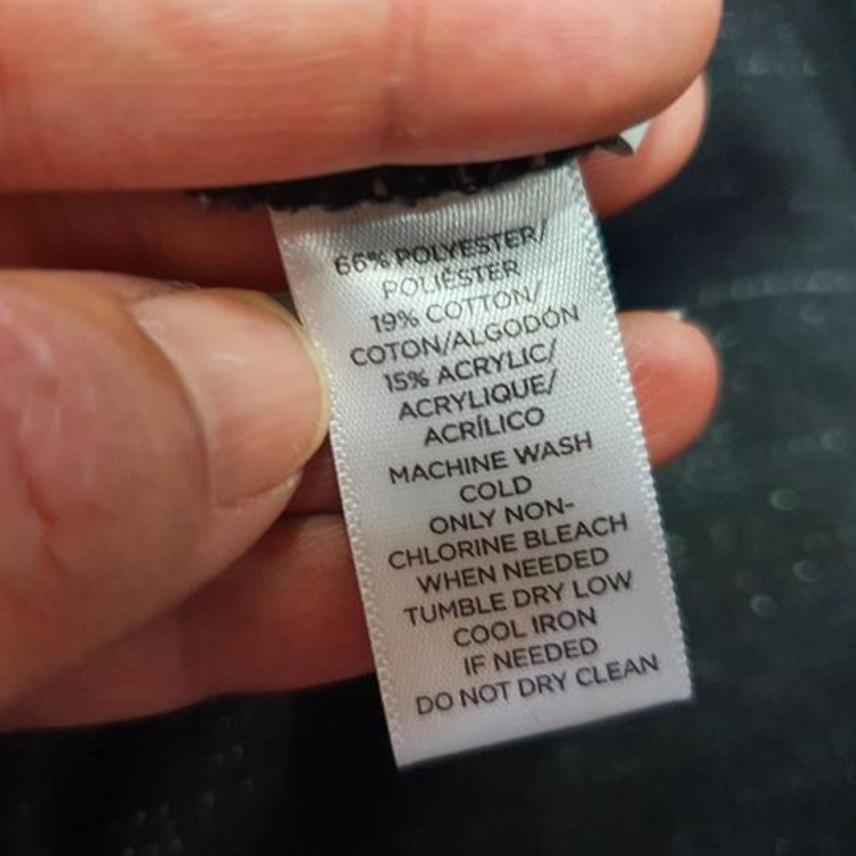 66% POLYESTER/
POLIÉSTER
19% COTTON/
COTON/ALGODÓN
15% ACRYLIC/
ACRYLIQUE/
ACRÍLICO
MACHINE WASH
COLD
ONLY NON-
CHLORINE BLEACH
WHEN NEEDED
TUMBLE DRY LOW
COOL IRON
IF NEEDED
DO NOT DRY CLEAN